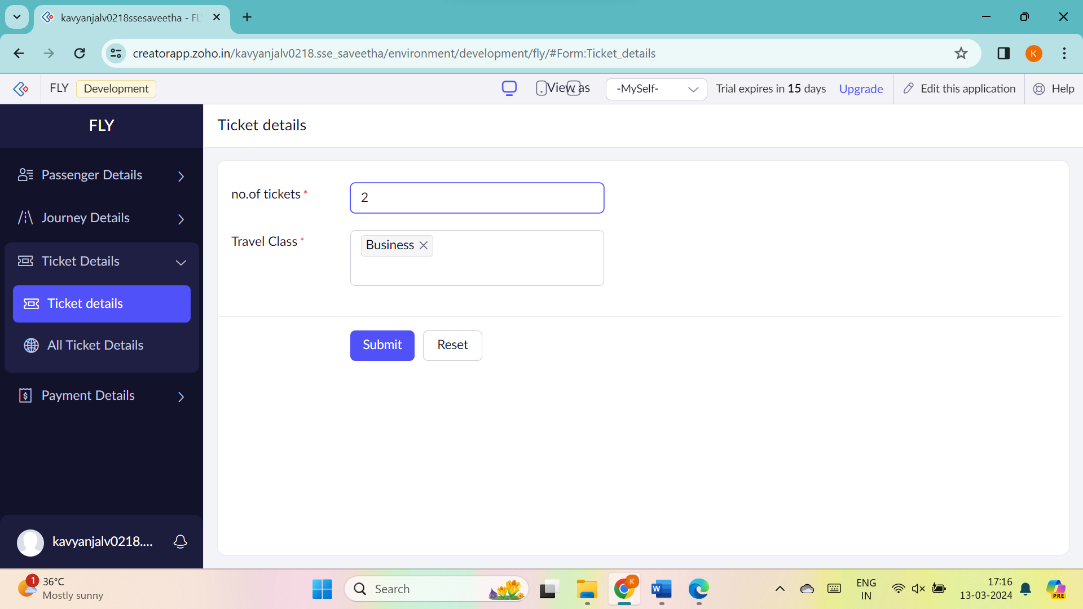 kavyanjalv0218ssesaveetha - FL
creatorapp.zoho.in/kavyanjalv0218.sse_saveetha/environment/development/fly/#Form:Ticket_details
K
FLY
Development
View as
-MySelf-
Trial expires in 15 days
Upgrade
Edit this application
Help
FLY
Ticket details
Passenger Details
Journey Details
Ticket Details
Ticket details
All Ticket Details
Payment Details
no.of tickets *
2
Travel Class *
Business
Submit
Reset
kavyanjalv0218....
1
36°C
Mostly sunny
Search
K
W
ENG
IN
17:16
13-03-2024
PRE